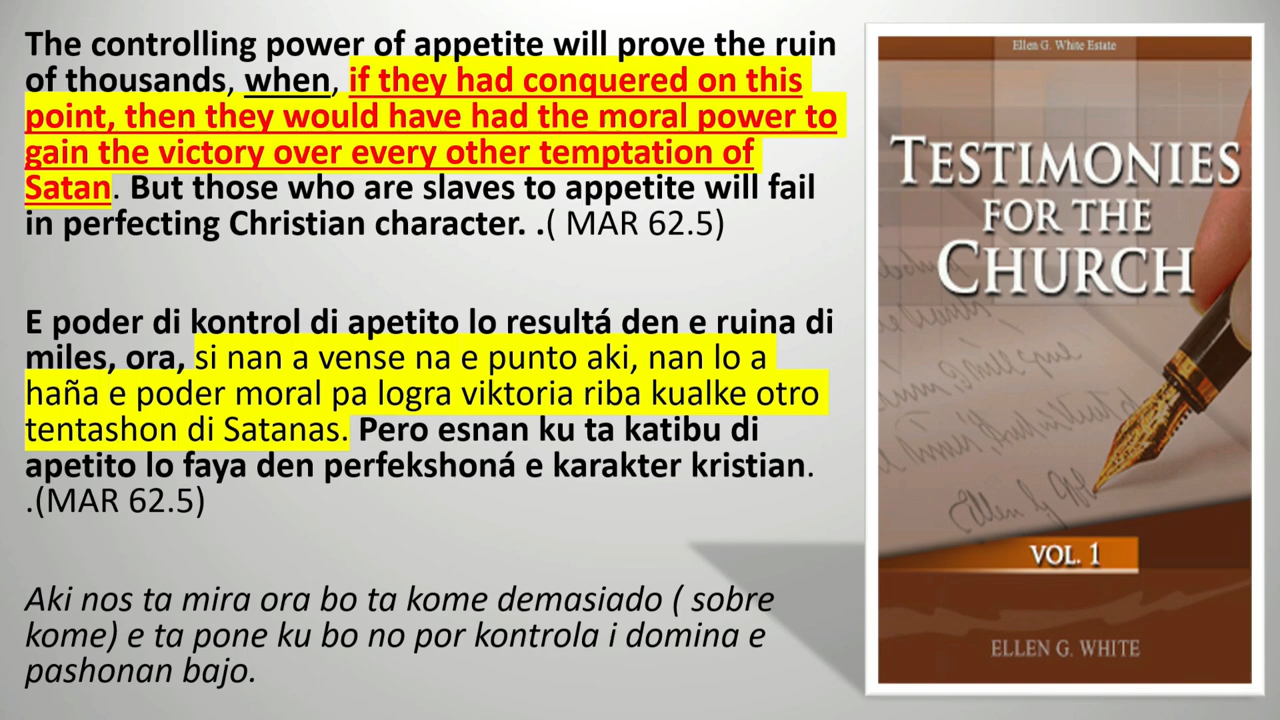 The controlling power of appetite will prove the ruin
of thousands, when, if they had conquered on this
point, then they would have had the moral power to
gain the victory over every other temptation of
Satan. But those who are slaves to appetite will fail
in perfecting Christian character. .( MAR 62.5)
E poder di kontrol di apetito lo resultá den e ruina di
miles, ora, si nan a vense na e punto aki, nan lo a
haña e poder moral pa logra viktoria riba kualke otro
tentashon di Satanas. Pero esnan ku ta katibu di
apetito lo faya den perfekshoná e karakter kristian.
.(MAR 62.5)
Aki nos ta mira ora bo ta kome demasiado ( sobre
kome) e ta pone ku bo no por kontrola i domina e
pashonan bajo.
Ellen G. White Estate
TESTIMONIES
FOR THE
CHURCH
VOL. 1
ELLEN G. WHITE